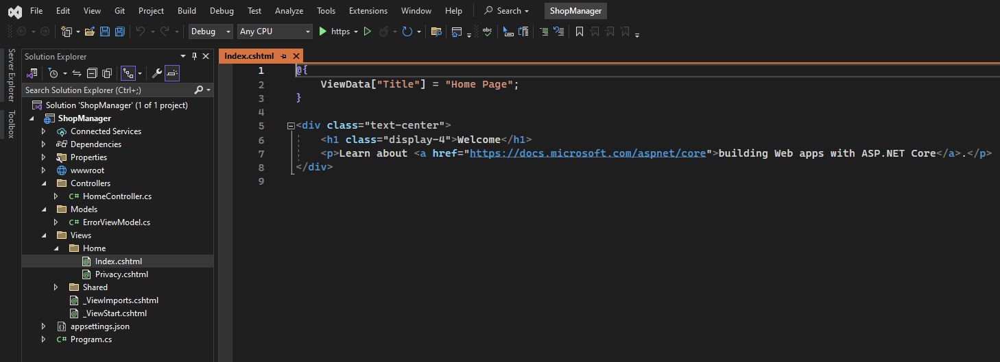 File Edit View Git Project Build Debug Test Analyze Tools Extensions Window Help Search ShopManager
Debug Any CPU https abc
Server Explorer
Toolbox
Solution Explorer
Search Solution Explorer (Ctrl+;)
Solution 'ShopManager' (1 of 1 project)
ShopManager
Connected Services
Dependencies
Properties
wwwroot
Controllers
C# HomeController.cs
Models
C# ErrorViewModel.cs
Views
Home
Index.cshtml
Privacy.cshtml
Shared
_ViewImports.cshtml
_ViewStart.cshtml
appsettings.json
C# Program.cs
Index.cshtml
1 @{
2 ViewData["Title"] = "Home Page";
3 }
4
5 <div class="text-center">
6 <h1 class="display-4">Welcome</h1>
7 <p>Learn about <a href="https://docs.microsoft.com/aspnet/core">building Web apps with ASP.NET Core</a>.</p>
8 </div>
9